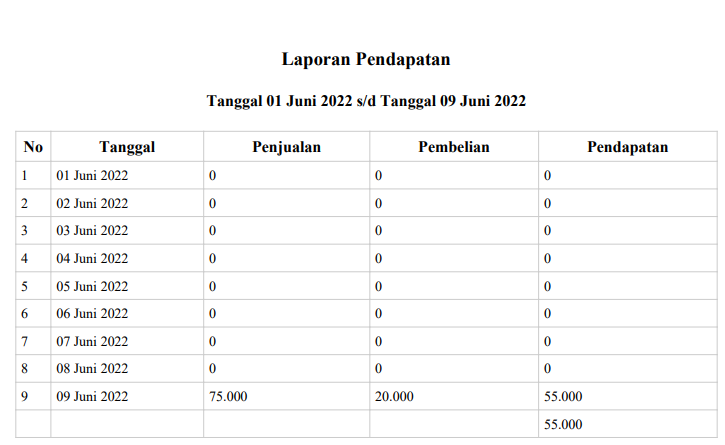 Laporan Pendapatan
Tanggal 01 Juni 2022 s/d Tanggal 09 Juni 2022
No Tanggal Penjualan Pembelian Pendapatan
1 01 Juni 2022 0 0 0
2 02 Juni 2022 0 0 0
3 03 Juni 2022 0 0 0
4 04 Juni 2022 0 0 0
5 05 Juni 2022 0 0 0
6 06 Juni 2022 0 0 0
7 07 Juni 2022 0 0 0
8 08 Juni 2022 0 0 0
9 09 Juni 2022 75.000 20.000 55.000
55.000